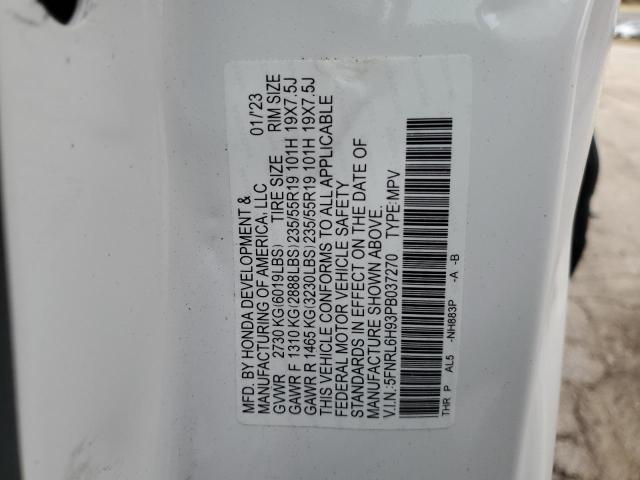 MFD. BY HONDA DEVELOPMENT &
MANUFACTURING OF AMERICA, LLC 01/'23
GVWR 2730 KG(6019LBS) TIRE SIZE RIM SIZE
GAWR F 1310 KG(2888LBS)235/55R19 101H 19X7.5J
GAWR R 1465 KG(3230LBS)235/55R19 101H 19X7.5J
THIS VEHICLE CONFORMS TO ALL APPLICABLE
FEDERAL MOTOR VEHICLE SAFETY
STANDARDS IN EFFECT ON THE DATE OF
MANUFACTURE SHOWN ABOVE.
V.I.N.:5FNRL6H93PB037270 TYPE:MPV
THR P AL5 -NH883P -A -B